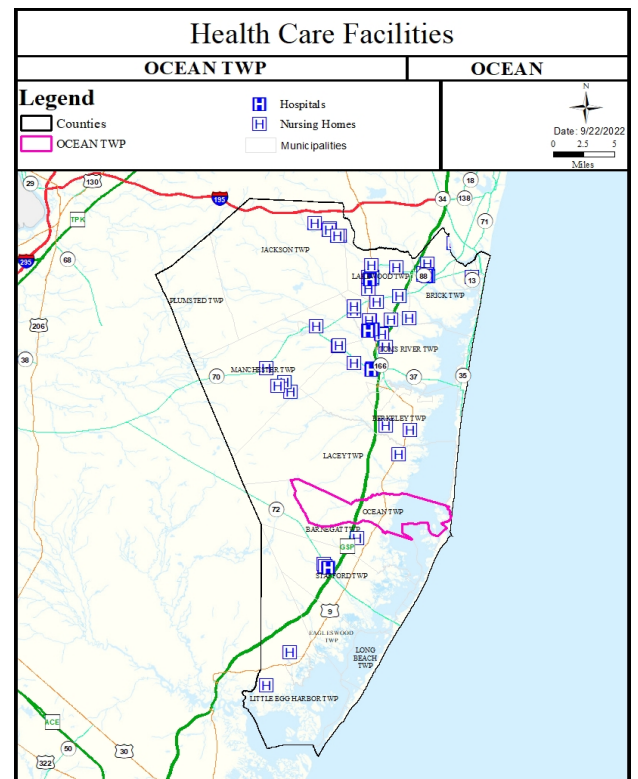 Health Care Facilities
OCEAN TWP
OCEAN
Legend
Counties
OCEAN TWP
H Hospitals
H Nursing Homes
Municipalities
N
Date: 9/22/2022
0 2.5 5
Miles
29
130
TPK
195
18
34
138
71
68
295
JACKSON TWP
LAKEWOOD TWP
88
13
BRICK TWP
PLUMSTED TWP
206
38
TOMS RIVER TWP
166
MANCHESTER TWP
70
37
35
BERKELEY TWP
LACEY TWP
72
OCEAN TWP
BARNEGAT TWP
GSP
STAFFORD TWP
9
EAGLESWOOD
TWP
LONG
BEACH
TWP
LITTLE EGG HARBOR TWP
ACE
50
30
322